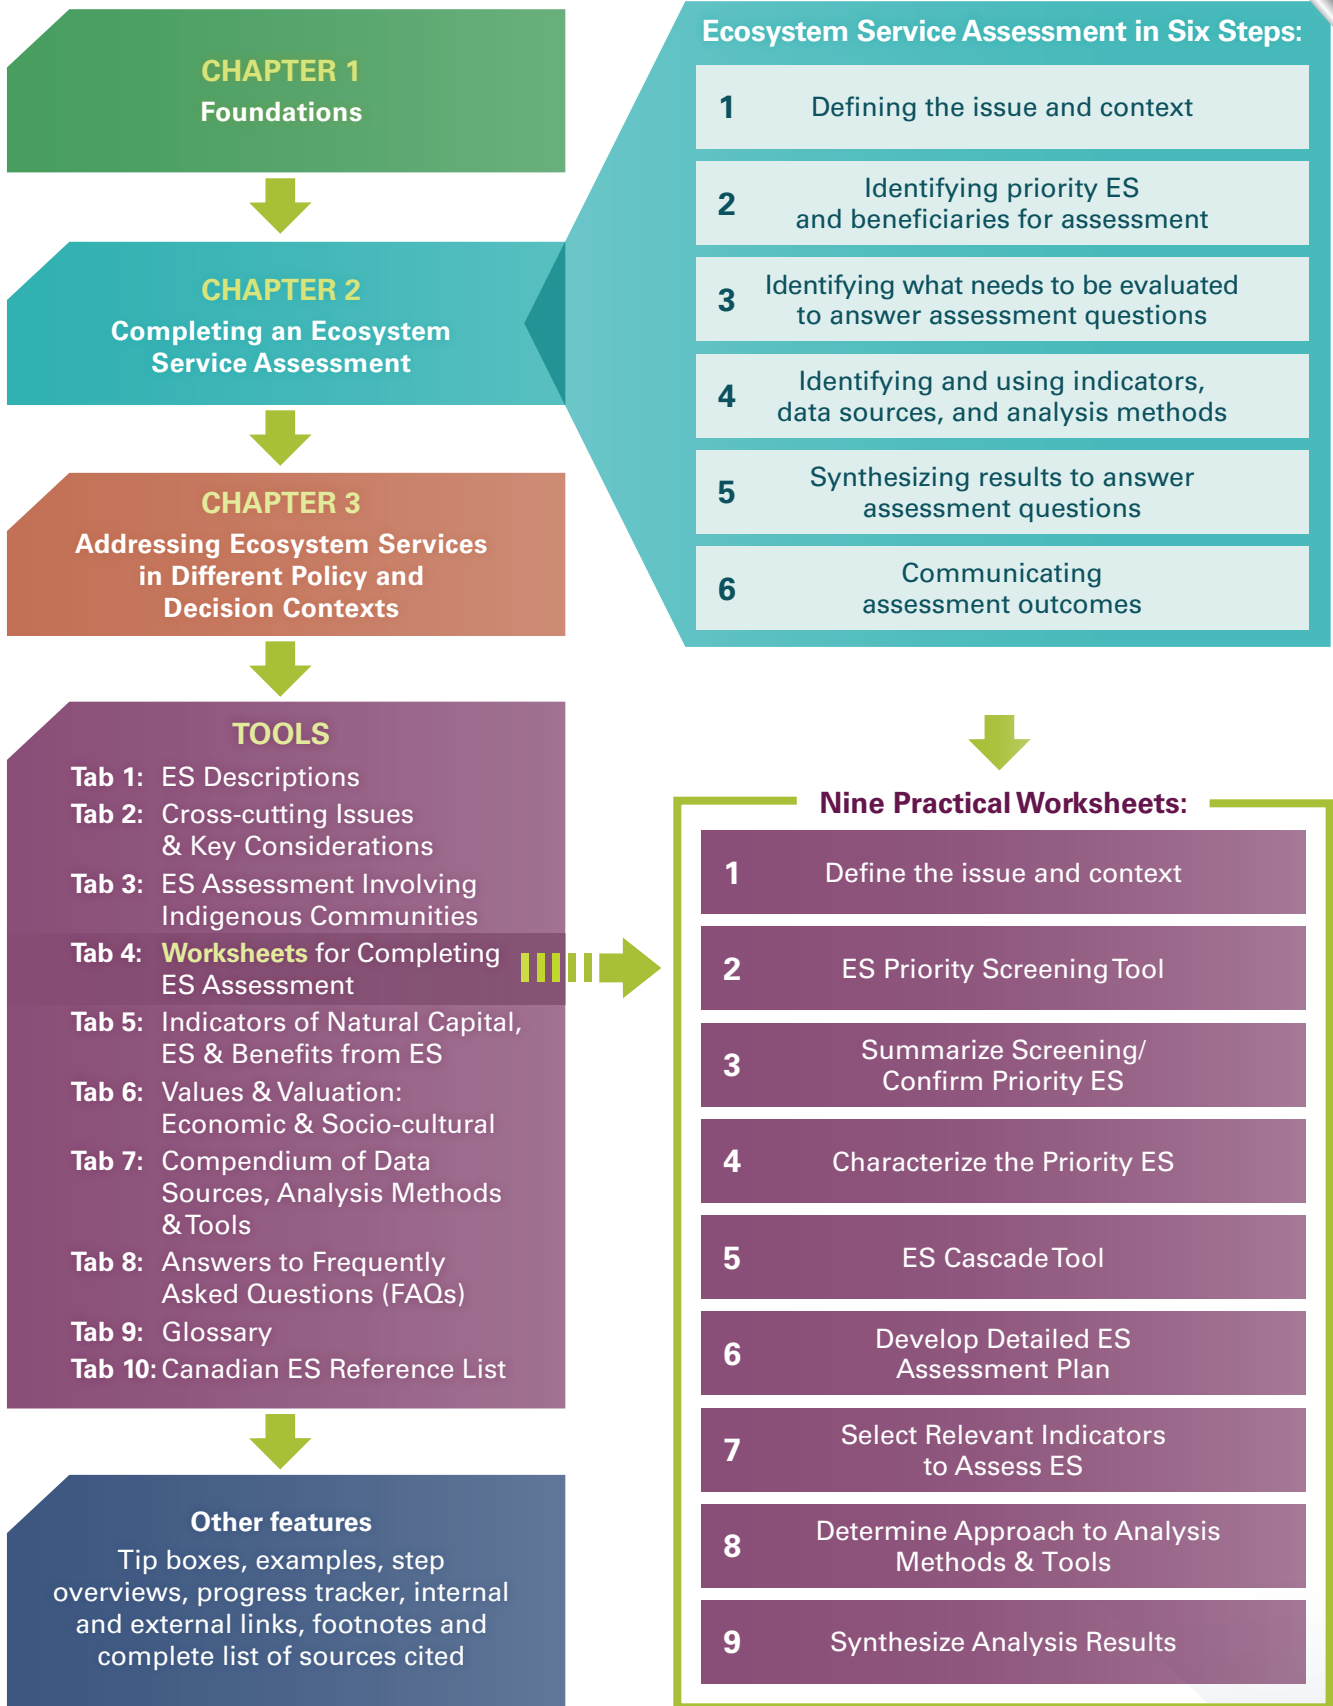 CHAPTER 1
Foundations
CHAPTER 2
Completing an Ecosystem
Service Assessment
CHAPTER 3
Addressing Ecosystem Services
in Different Policy and
Decision Contexts
TOOLS
Tab 1: ES Descriptions
Tab 2: Cross-cutting Issues
& Key Considerations
Tab 3: ES Assessment Involving
Indigenous Communities
Tab 4: Worksheets for Completing
ES Assessment
Tab 5: Indicators of Natural Capital,
ES & Benefits from ES
Tab 6: Values & Valuation:
Economic & Socio-cultural
Tab 7: Compendium of Data
Sources, Analysis Methods
& Tools
Tab 8: Answers to Frequently
Asked Questions (FAQs)
Tab 9: Glossary
Tab 10: Canadian ES Reference List
Other features
Tip boxes, examples, step
overviews, progress tracker, internal
and external links, footnotes and
complete list of sources cited
Ecosystem Service Assessment in Six Steps:
1 Defining the issue and context
2 Identifying priority ES
and beneficiaries for assessment
3 Identifying what needs to be evaluated
to answer assessment questions
4 Identifying and using indicators,
data sources, and analysis methods
5 Synthesizing results to answer
assessment questions
6 Communicating
assessment outcomes
Nine Practical Worksheets:
1 Define the issue and context
2 ES Priority Screening Tool
3 Summarize Screening/
Confirm Priority ES
4 Characterize the Priority ES
5 ES Cascade Tool
6 Develop Detailed ES
Assessment Plan
7 Select Relevant Indicators
to Assess ES
8 Determine Approach to Analysis
Methods & Tools
9 Synthesize Analysis Results